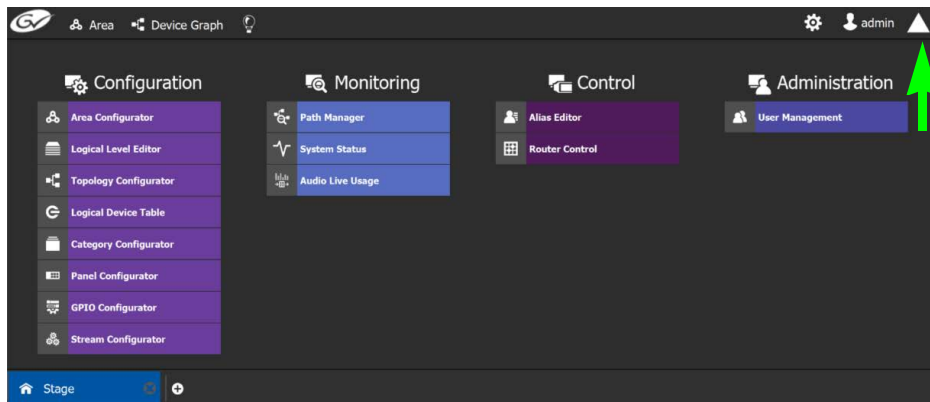 GV Area Device Graph admin
Configuration
Area Configurator
Logical Level Editor
Topology Configurator
Logical Device Table
Category Configurator
Panel Configurator
GPIO Configurator
Stream Configurator
Monitoring
Path Manager
System Status
Audio Live Usage
Control
Alias Editor
Router Control
Administration
User Management
Stage